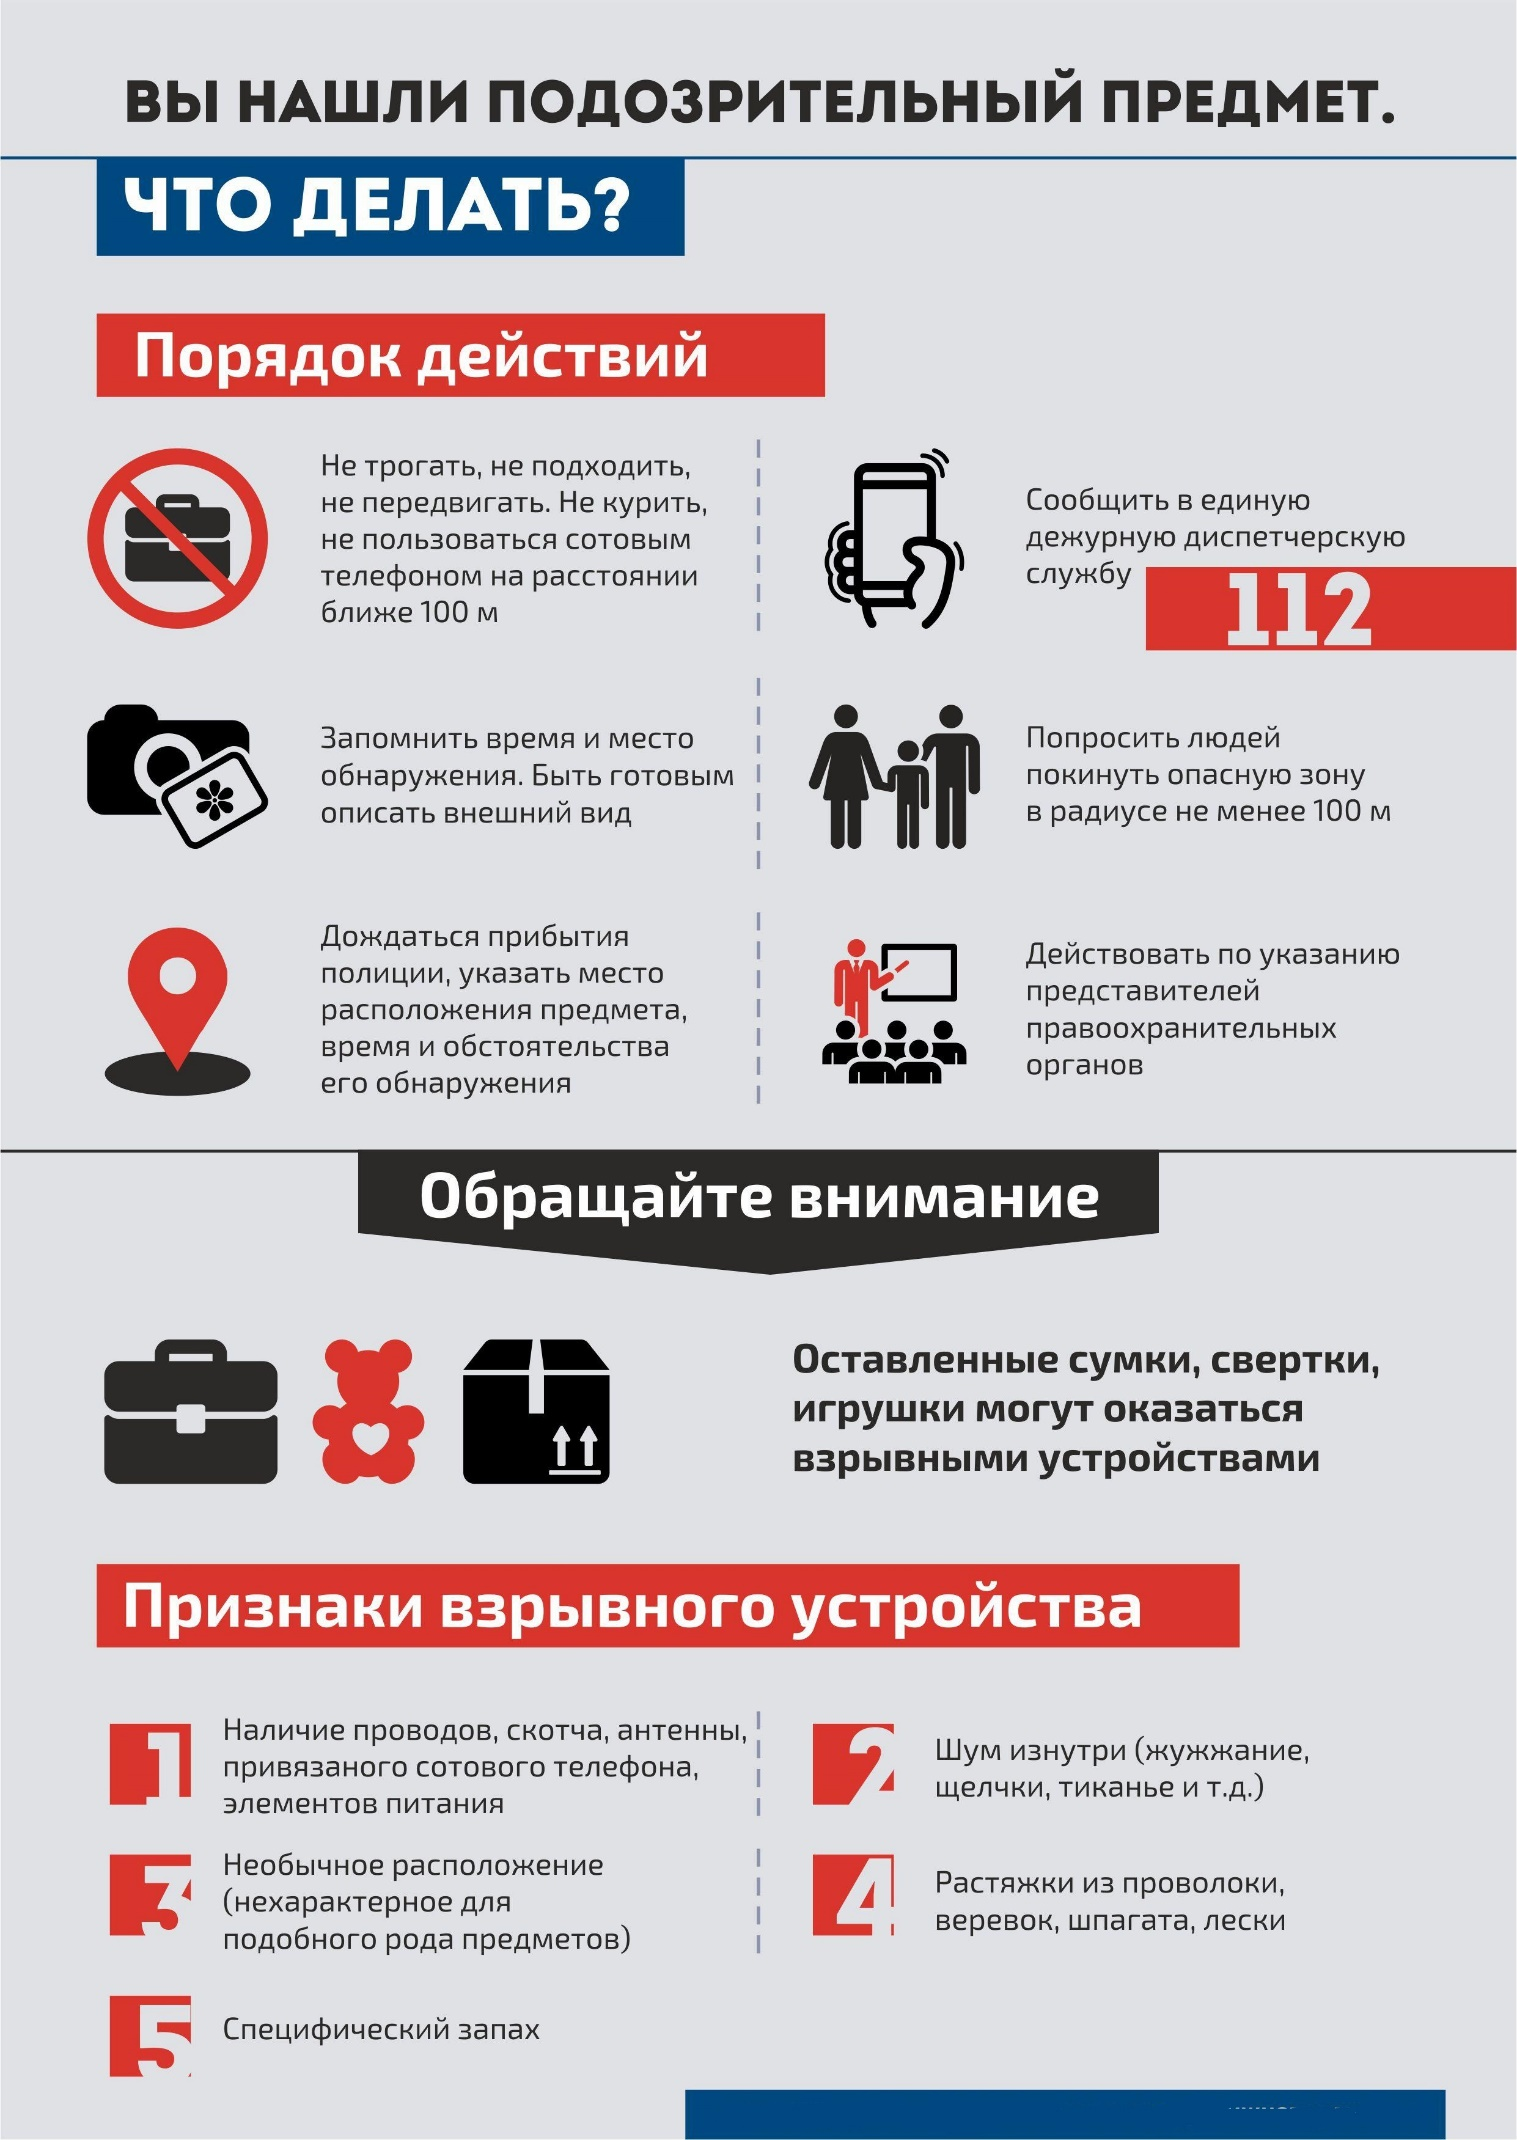 ВЫ НАШЛИ ПОДОЗРИТЕЛЬНЫЙ ПРЕДМЕТ.
ЧТО ДЕЛАТЬ?
Порядок действий
Не трогать, не подходить,
не передвигать. Не курить,
не пользоваться сотовым
телефоном на расстоянии
ближе 100 м
Сообщить в единую
дежурную диспетчерскую
службу
112
Запомнить время и место
обнаружения. Быть готовым
описать внешний вид
Попросить людей
покинуть опасную зону
в радиусе не менее 100 м
Дождаться прибытия
полиции, указать место
расположения предмета,
время и обстоятельства
его обнаружения
Действовать по указанию
представителей
правоохранительных
органов
Обращайте внимание
Оставленные сумки, свертки,
игрушки могут оказаться
взрывными устройствами
Признаки взрывного устройства
1
Наличие проводов, скотча, антенны,
привязаного сотового телефона,
элементов питания
2
Шум изнутри (жужжание,
щелчки, тиканье и т.д.)
3
Необычное расположение
(нехарактерное для
подобного рода предметов)
4
Растяжки из проволоки,
веревок, шпагата, лески
5
Специфический запах